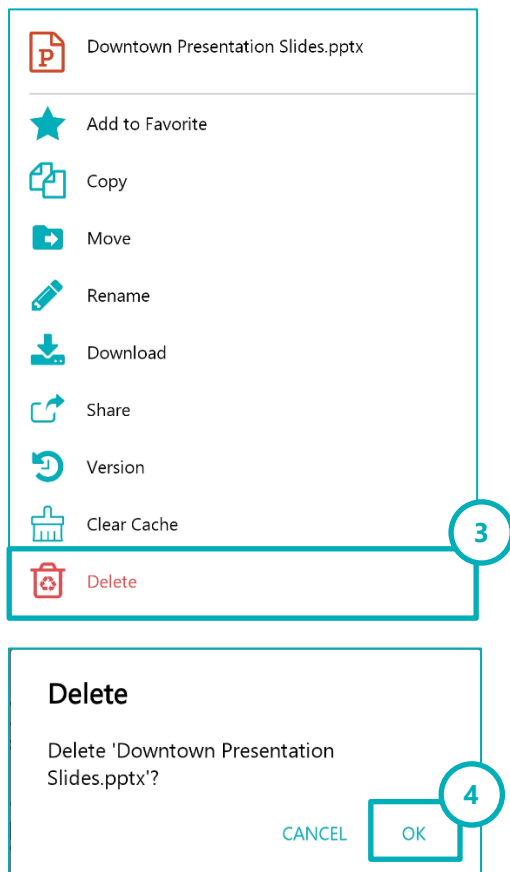 P
Downtown Presentation Slides.pptx
Add to Favorite
Copy
Move
Rename
Download
Share
Version
Clear Cache
3
Delete
Delete
Delete 'Downtown Presentation
Slides.pptx'?
4
CANCEL OK